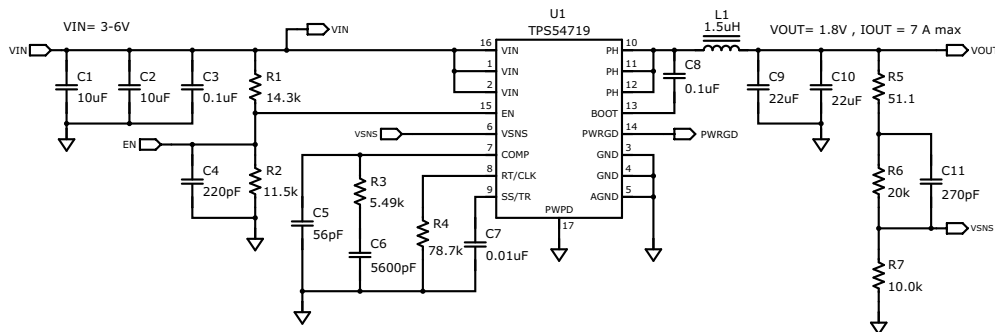 VIN= 3-6V
VIN
VIN
C1
10uF
C2
10uF
C3
0.1uF
R1
14.3k
EN
C4
220pF
R2
11.5k
VSNS
C5
56pF
R3
5.49k
C6
5600pF
R4
78.7k
C7
0.01uF
U1
TPS54719
16 VIN PH 10
1 VIN PH 11
2 VIN PH 12
15 EN BOOT 13
6 VSNS PWRGD 14
7 COMP GND 3
8 RT/CLK GND 4
9 SS/TR AGND 5
PWPD
17
L1
1.5uH
C8
0.1uF
PWRGD
VOUT= 1.8V , IOUT = 7 A max
VOUT
C9
22uF
C10
22uF
R5
51.1
R6
20k
C11
270pF
VSNS
R7
10.0k